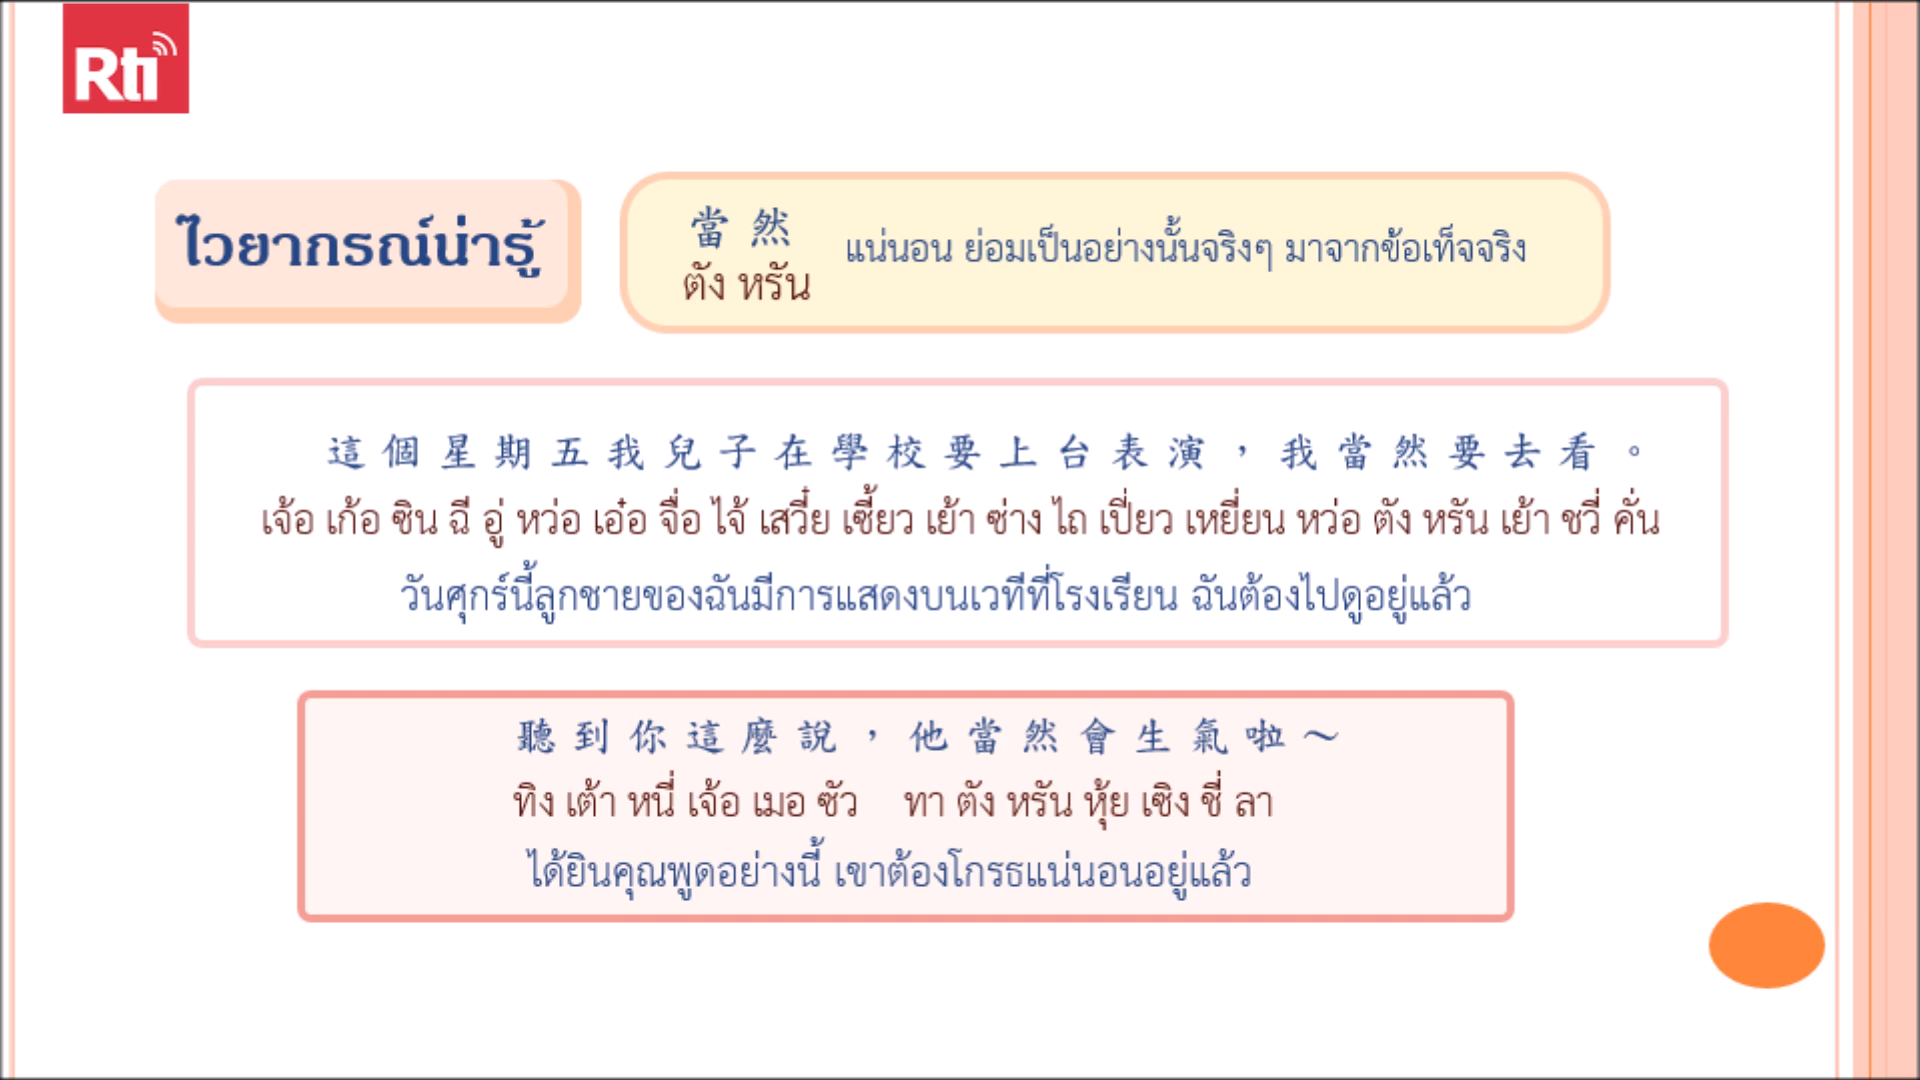 Rti
ไวยากรณ์น่ารู้
當然
ตัง หรัน
แน่นอน ย่อมเป็นอย่างนั้นจริงๆ มาจากข้อเท็จจริง
這個星期五我兒子在學校要上台表演，我當然要去看。
เจ้อ เก้อ ซิน ฉี อู่ หว่อ เอ๋อ จื่อ ไจ้ เสวี๋ย เซี้ยว เย้า ซ่าง ไถ เปี่ยว เหยี่ยน หว่อ ตัง หรัน เย้า ชวี่ คั่น
วันศุกร์นี้ลูกชายของฉันมีการแสดงบนเวทีที่โรงเรียน ฉันต้องไปดูอยู่แล้ว
聽到你這麼說，他當然會生氣啦～
ทิง เต้า หนี่ เจ้อ เมอ ซัว ทา ตัง หรัน หุ้ย เซิง ชี่ ลา
ได้ยินคุณพูดอย่างนี้ เขาต้องโกรธแน่นอนอยู่แล้ว